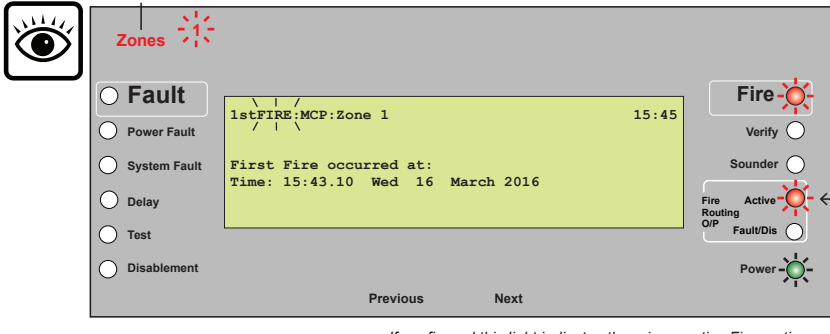 Zones 1
Fault
Power Fault
System Fault
Delay
Test
Disablement
1stFIRE:MCP:Zone 1 15:45
First Fire occurred at:
Time: 15:43.10 Wed 16 March 2016
Fire
Verify
Sounder
Fire Routing O/P
Active
Fault/Dis
Power
Previous Next